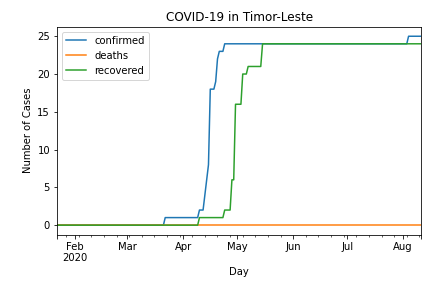 COVID-19 in Timor-Leste
confirmed
deaths
recovered
Number of Cases
25
20
15
10
5
0
Feb Mar Apr May Jun Jul Aug
2020
Day